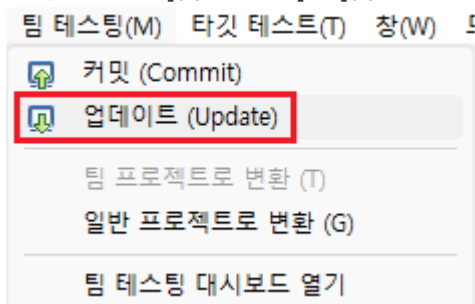 팀 테스팅(M) 타깃 테스트(T) 창(W)
커밋 (Commit)
업데이트 (Update)
팀 프로젝트로 변환 (T)
일반 프로젝트로 변환 (G)
팀 테스팅 대시보드 열기